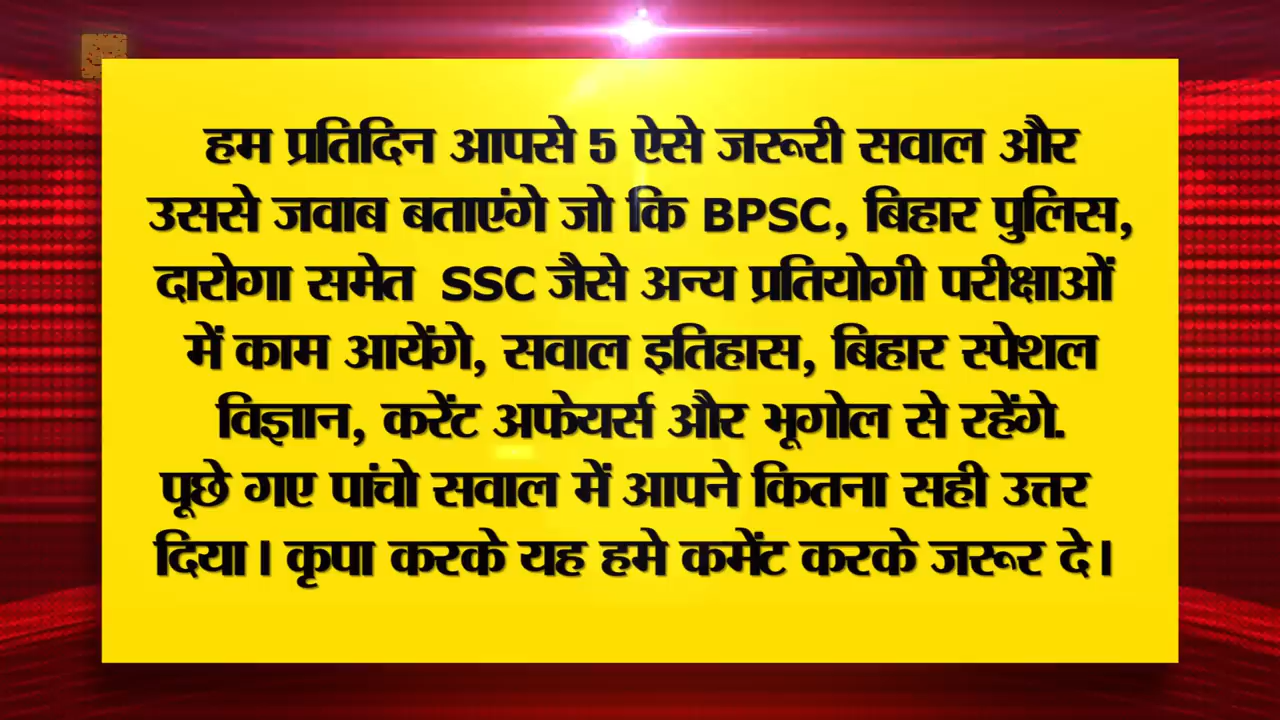 हम प्रतिदिन आपसे 5 ऐसे जरूरी सवाल और
उससे जवाब बताएंगे जो कि BPSC, बिहार पुलिस,
दारोगा समेत SSC जैसे अन्य प्रतियोगी परीक्षाओं
में काम आयेंगे, सवाल इतिहास, बिहार स्पेशल
विज्ञान, करेंट अफेयर्स और भूगोल से रहेंगे.
पूछे गए पांचो सवाल में आपने कितना सही उत्तर
दिया। कृपा करके यह हमे कमेंट करके जरूर दे।